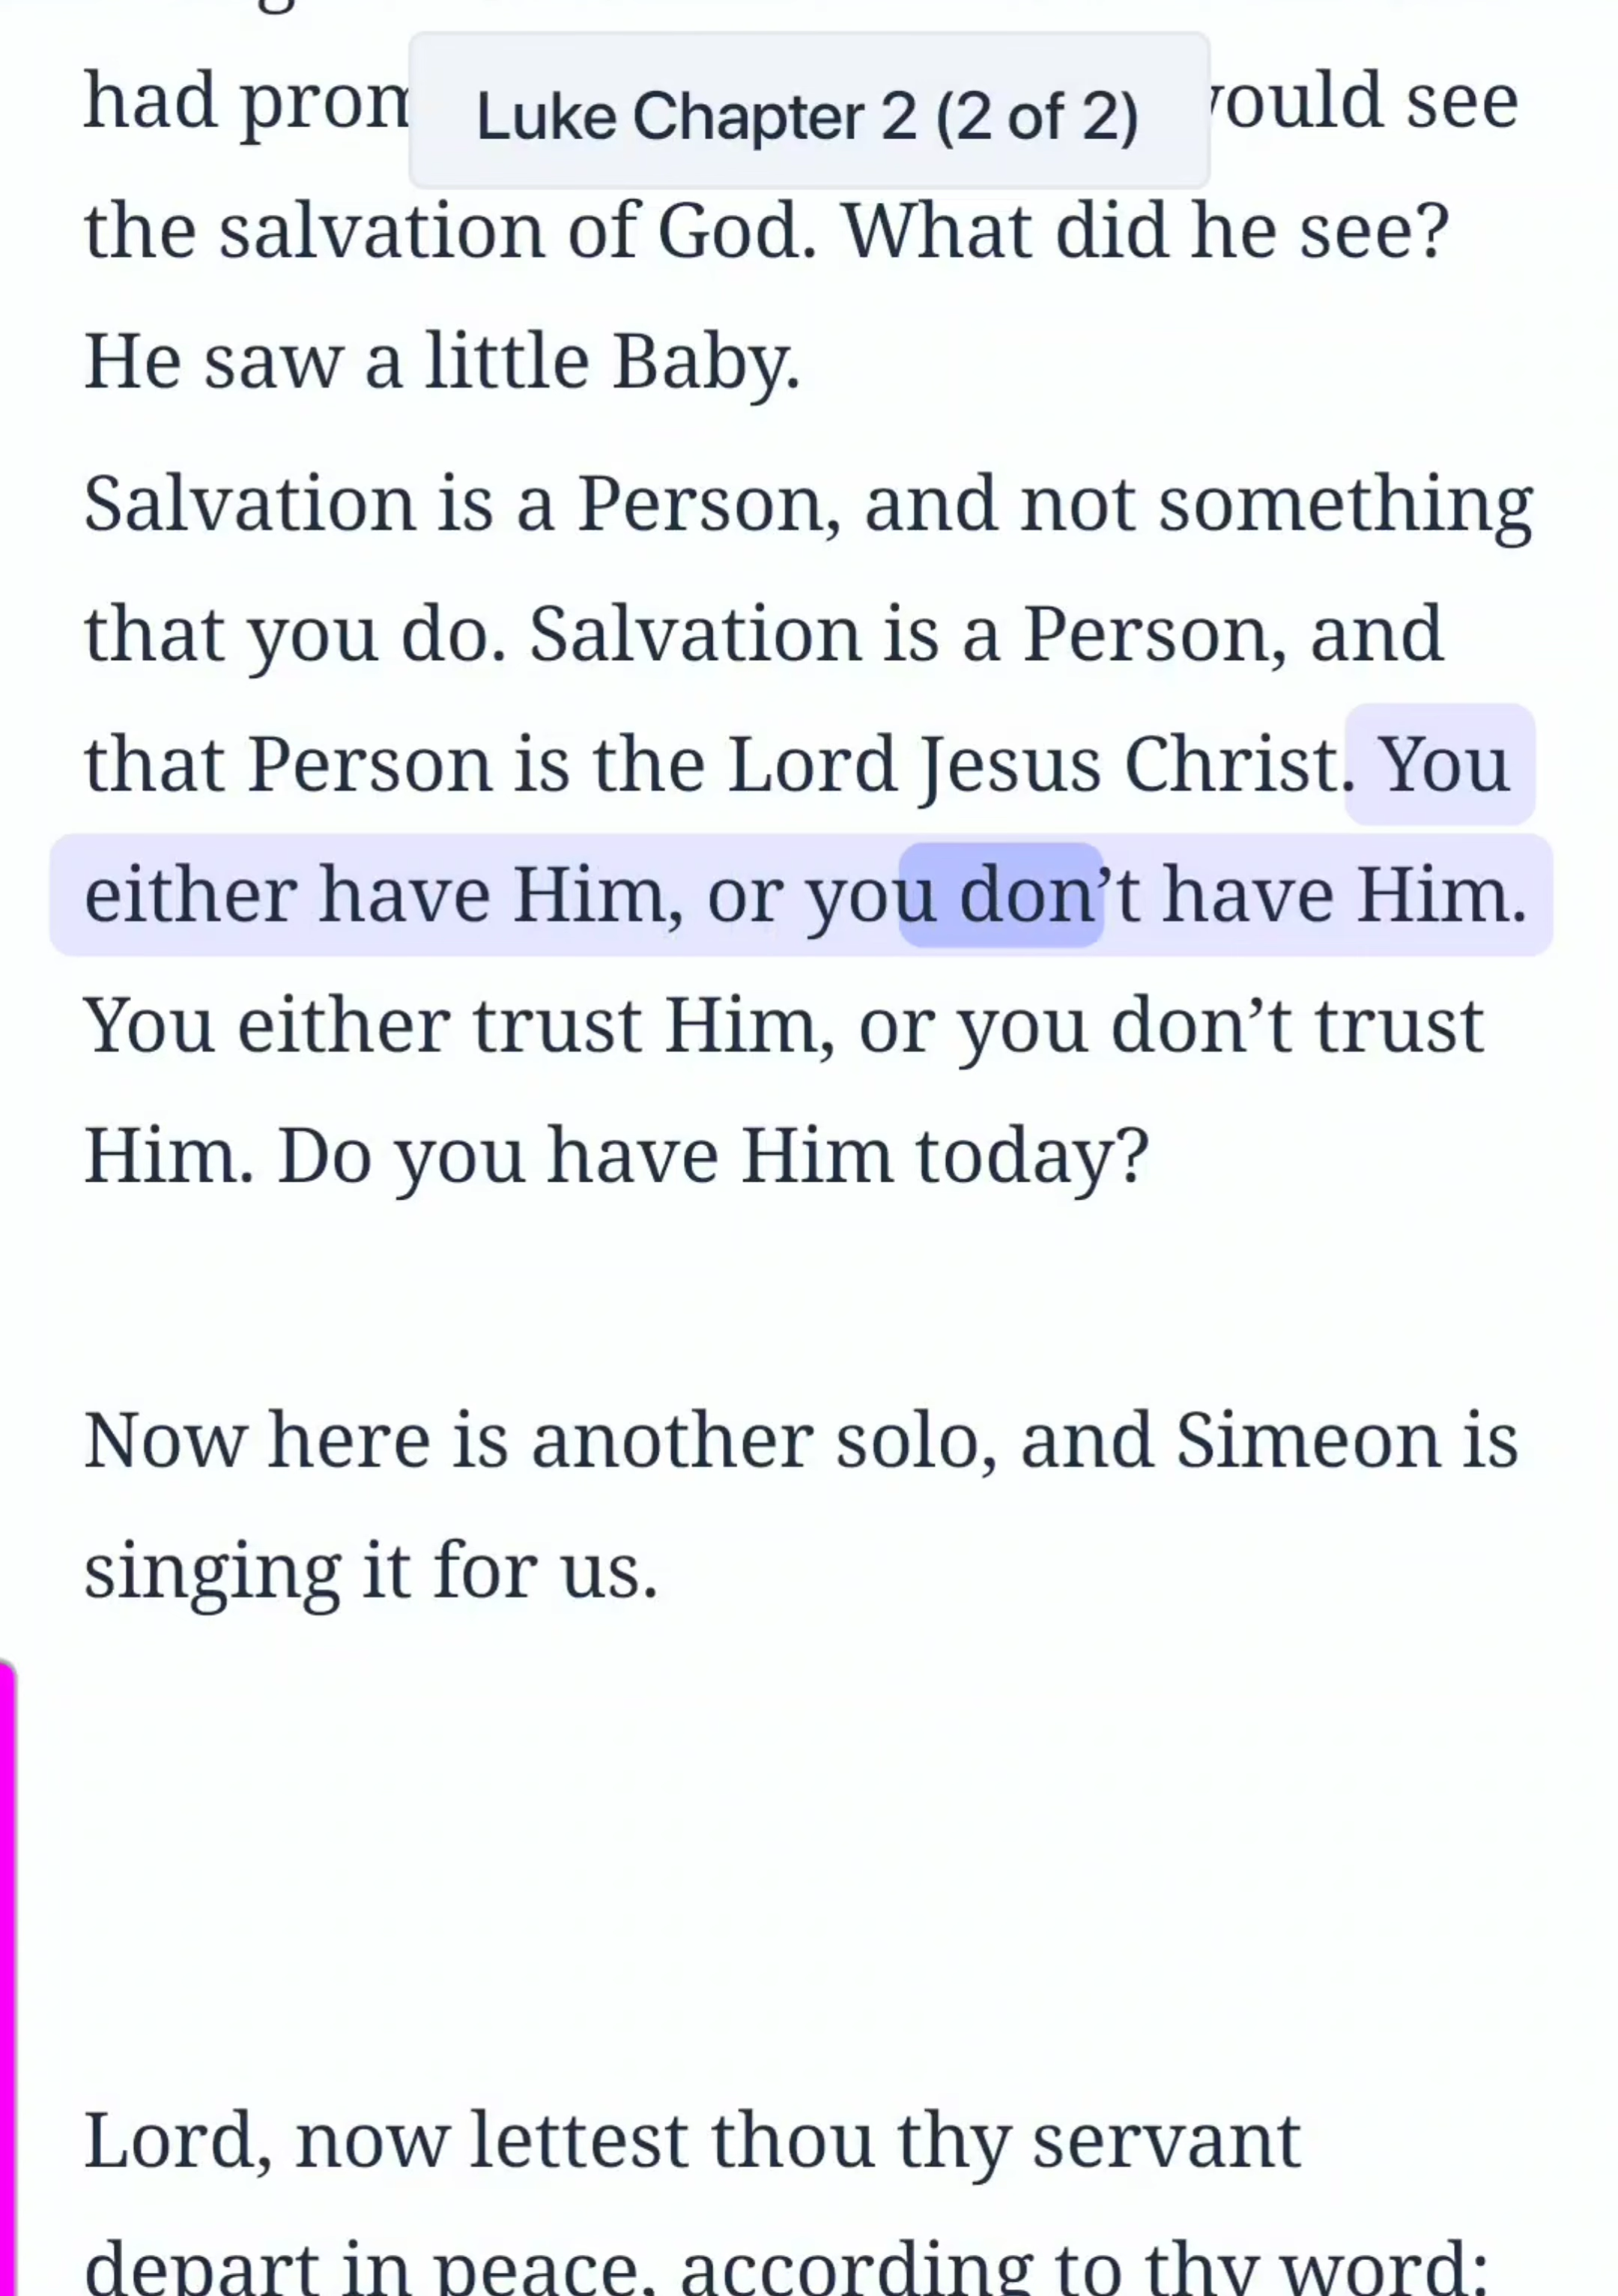 had
Luke Chapter 2 (2 of 2)
see
the salvation of God. What did he see?
He saw a little Baby.
Salvation is a Person, and not something
that you do. Salvation is a Person, and
that Person is the Lord Jesus Christ. You
either have Him, or you don’t have Him.
You either trust Him, or you don’t trust
Him. Do you have Him today?
Now here is another solo, and Simeon is
singing it for us.
Lord, now lettest thou thy servant
depart in peace, according to thy word: